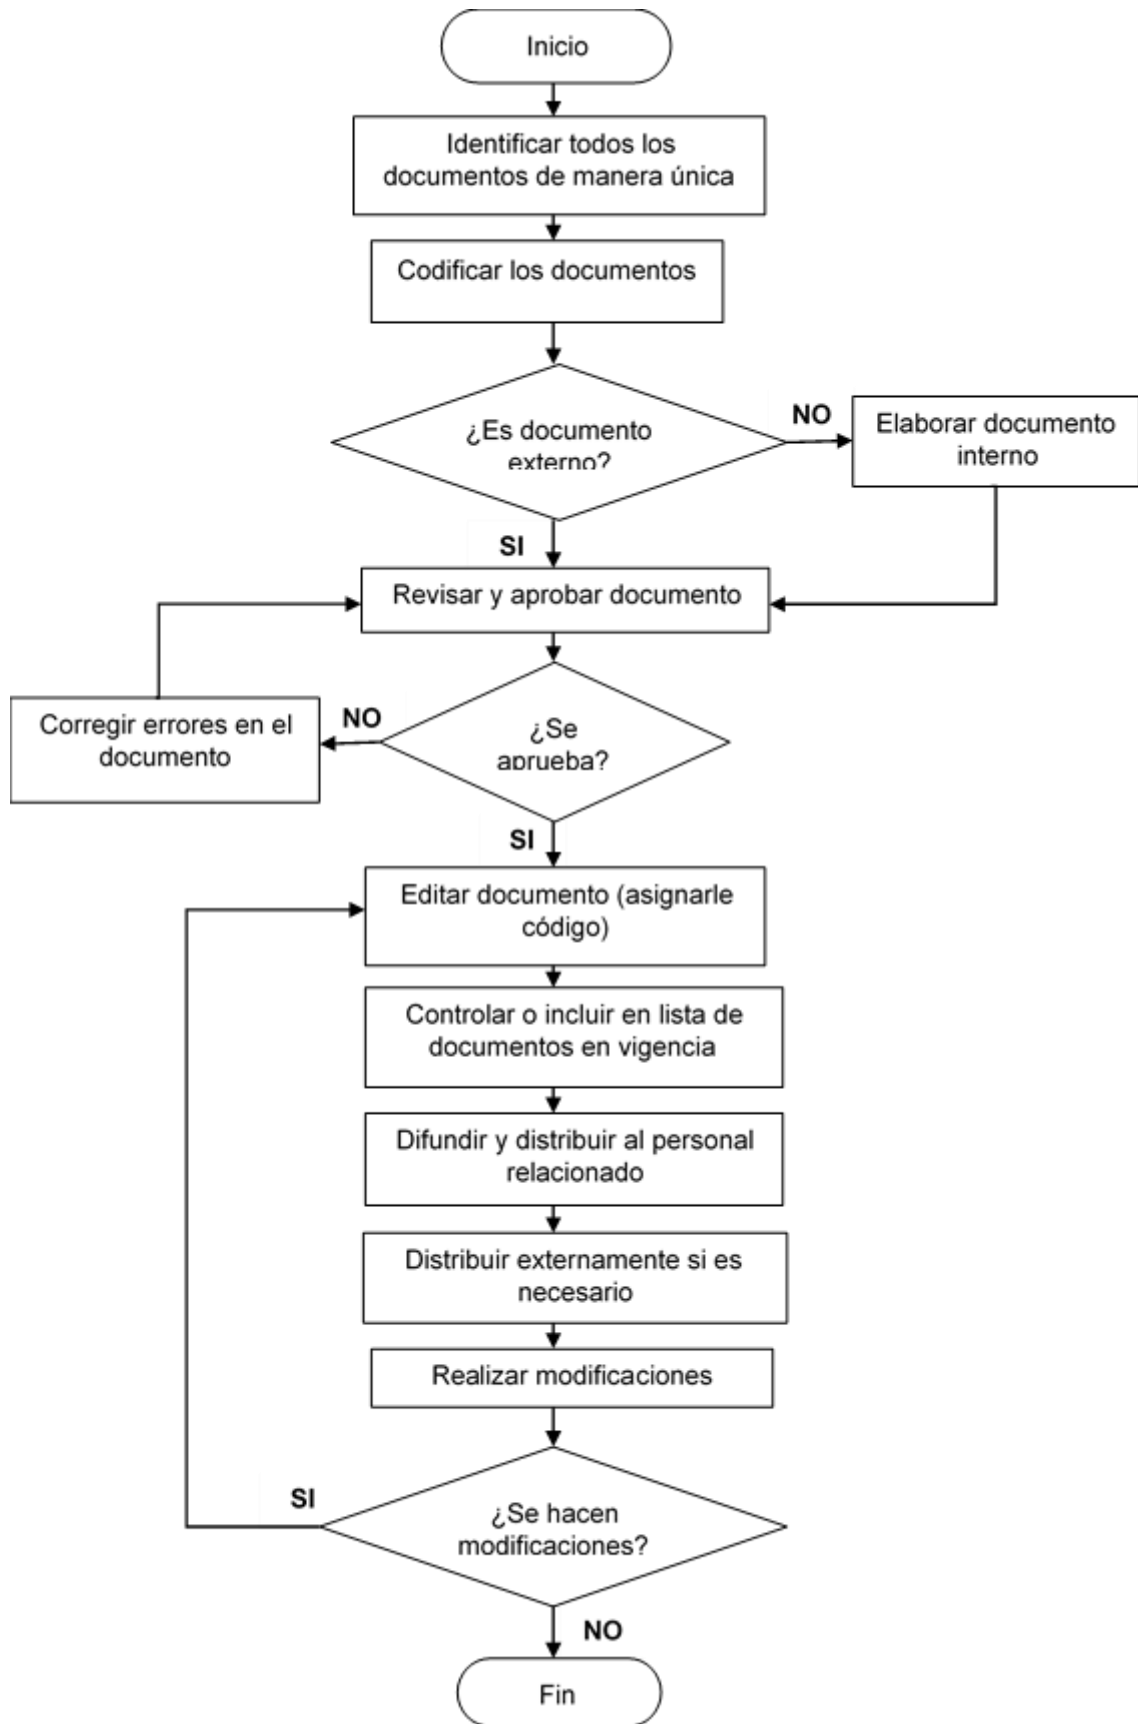 Inicio
Identificar todos los
documentos de manera única
Codificar los documentos
¿Es documento
externo?
NO
Elaborar documento
interno
SI
Revisar y aprobar documento
Corregir errores en el
documento
NO
¿Se
aprueba?
SI
Editar documento (asignarle
código)
Controlar o incluir en lista de
documentos en vigencia
Difundir y distribuir al personal
relacionado
Distribuir externamente si es
necesario
Realizar modificaciones
SI
¿Se hacen
modificaciones?
NO
Fin